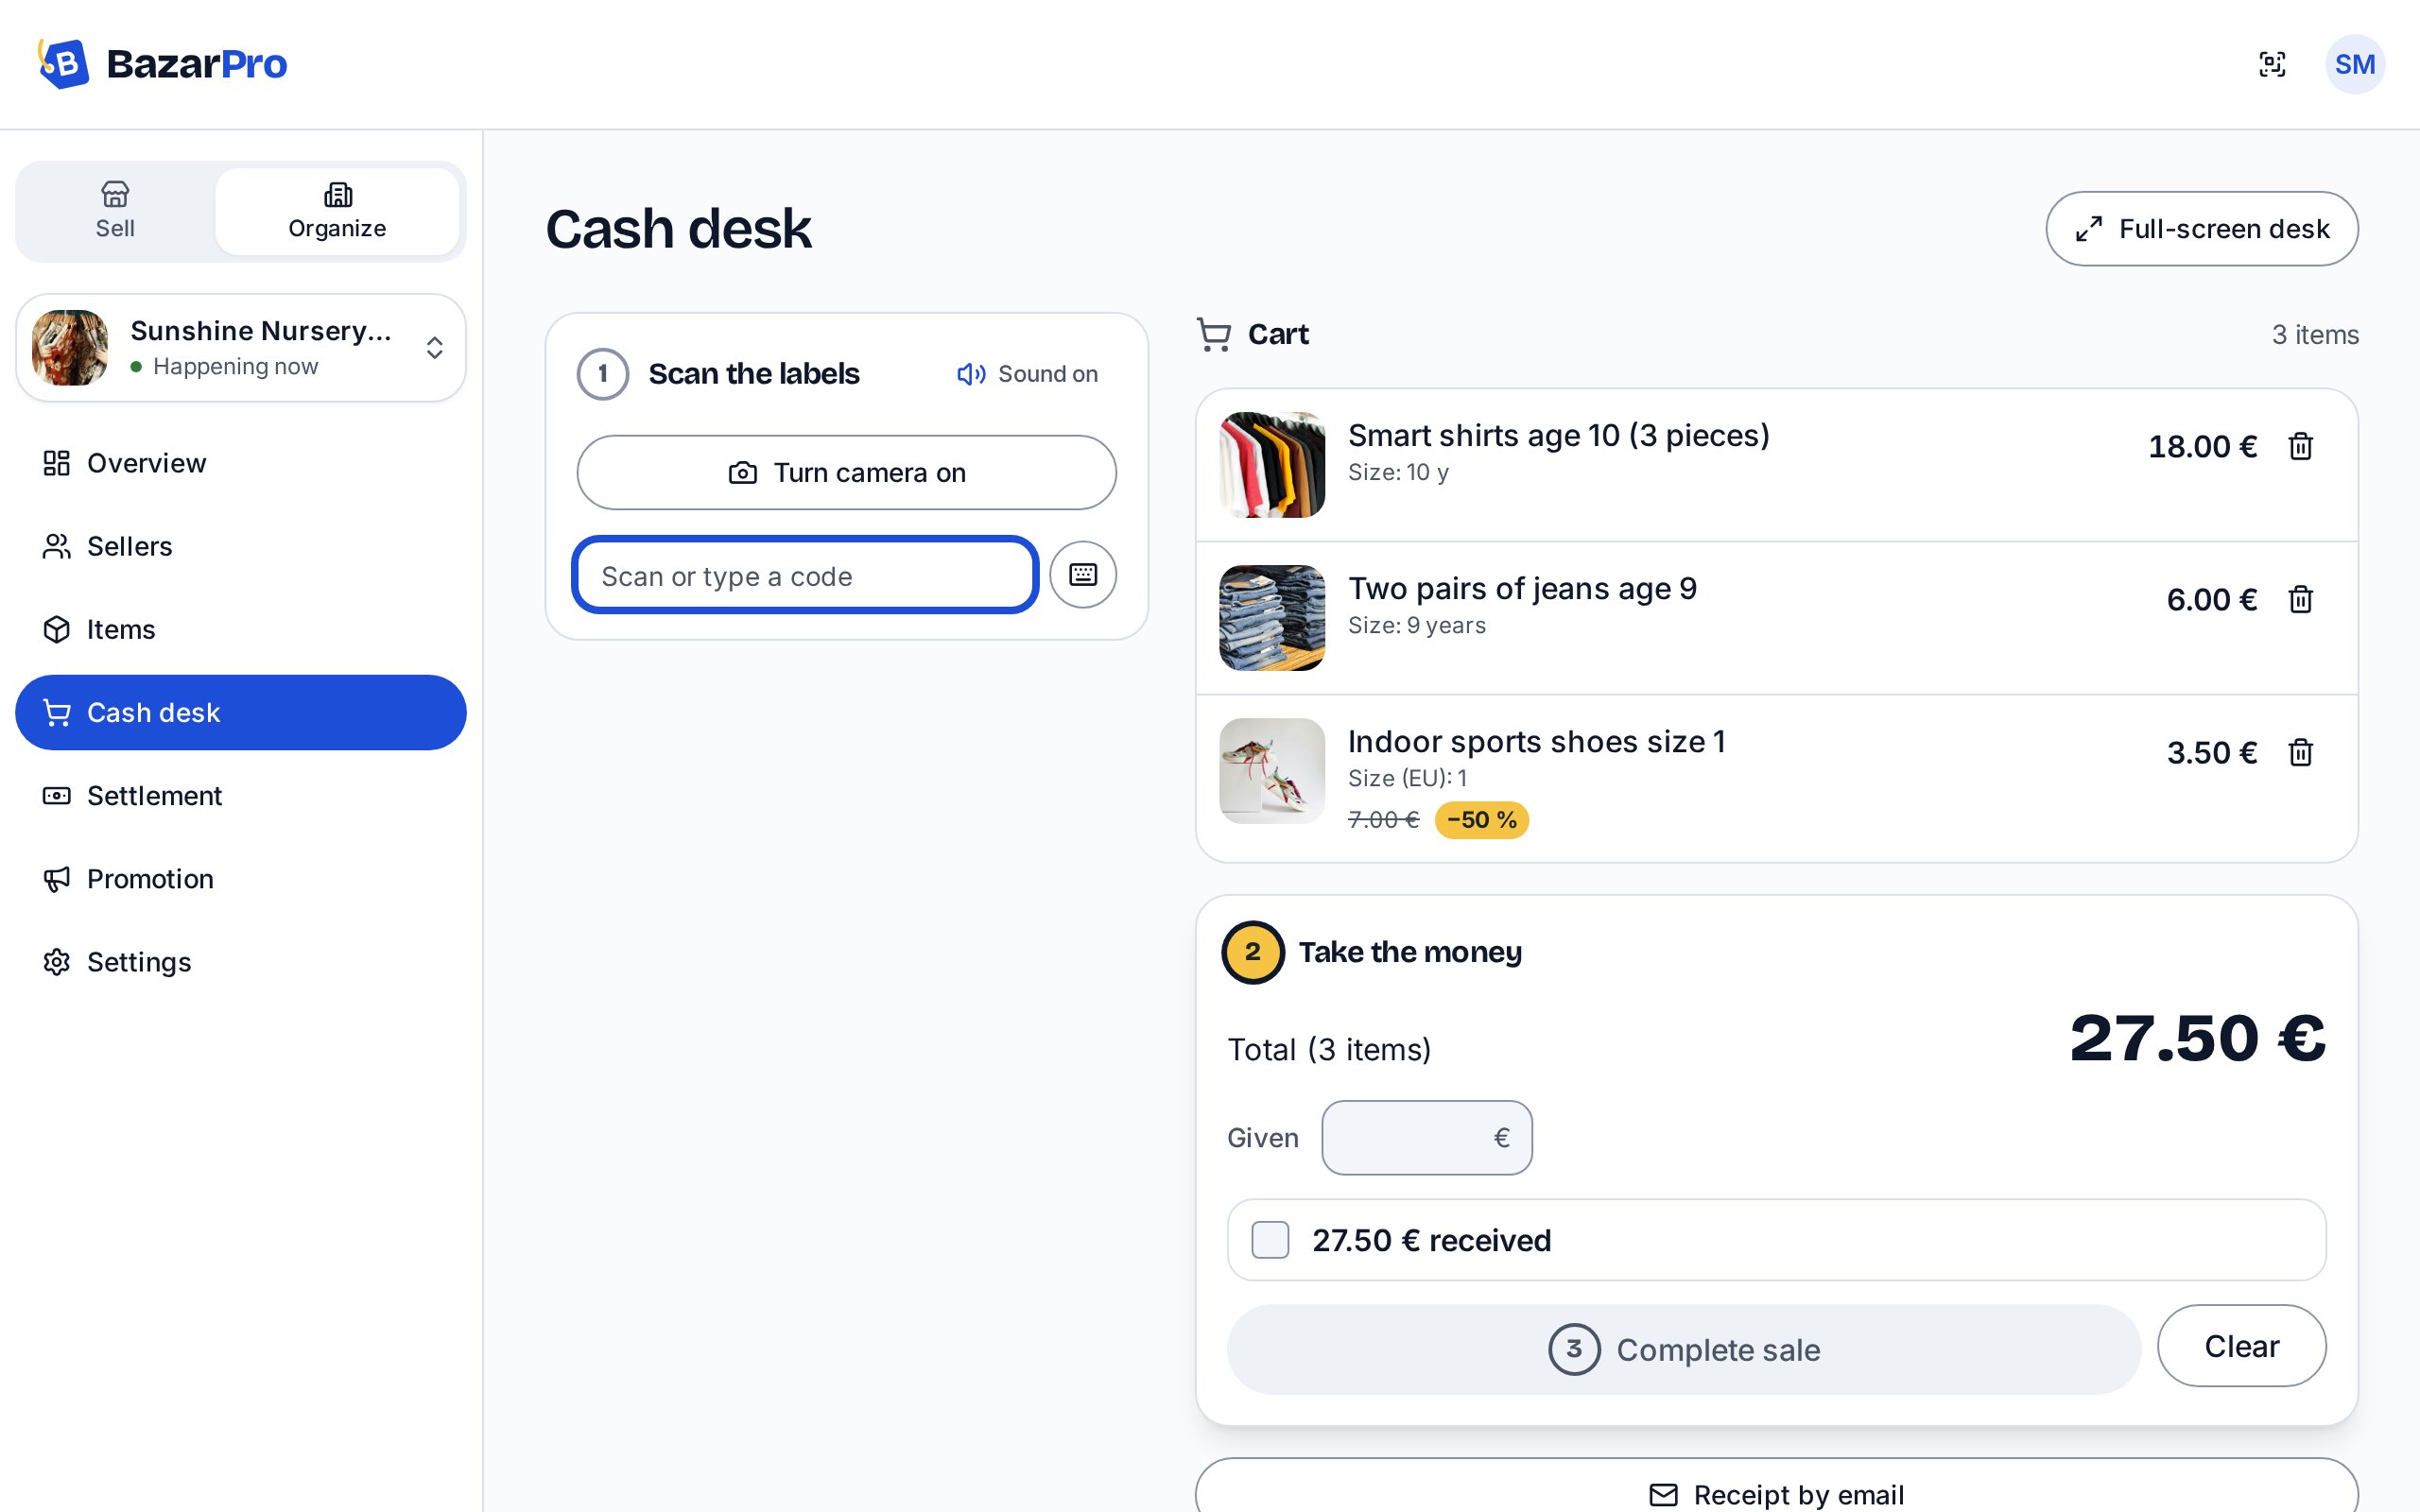 B BazarPro
SM
Sell
Organize
Sunshine Nursery...
Happening now
Overview
Sellers
Items
Cash desk
Settlement
Promotion
Settings
Cash desk
Full-screen desk
1 Scan the labels
Sound on
Turn camera on
Scan or type a code
Cart
3 items
Smart shirts age 10 (3 pieces)
Size: 10 y
18.00 €
Two pairs of jeans age 9
Size: 9 years
6.00 €
Indoor sports shoes size 1
Size (EU): 1
7.00 € −50 %
3.50 €
2 Take the money
Total (3 items)
27.50 €
Given €
27.50 € received
3 Complete sale
Clear
Receipt by email